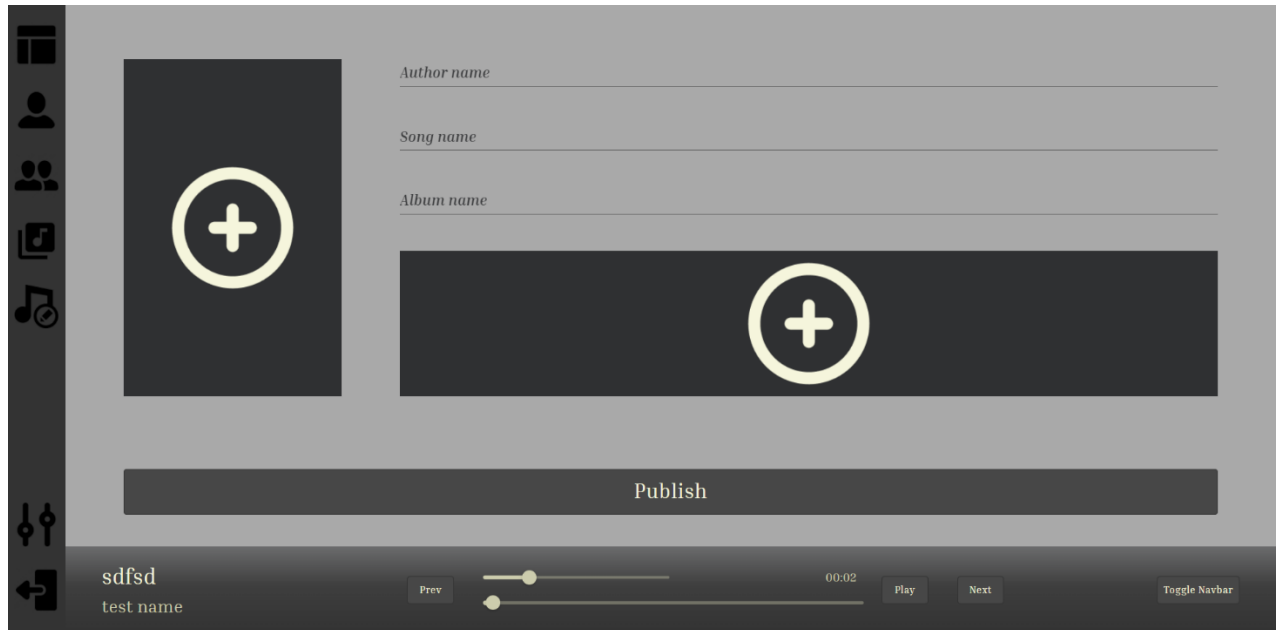 Author name
Song name
Album name
Publish
sdfsd
test name
Prev
00:02
Play
Next
Toggle Navbar